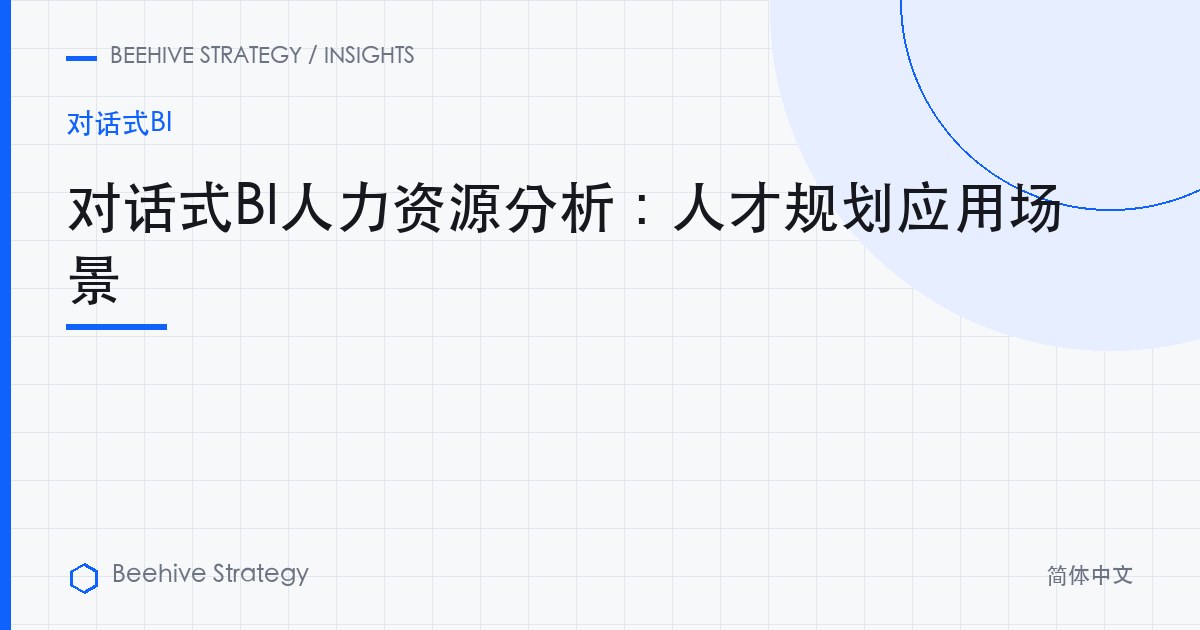 BEEHIVE STRATEGY / INSIGHTS
对话式BI
对话式BI人力资源分析：人才规划应用场
景
Beehive Strategy
简体中文